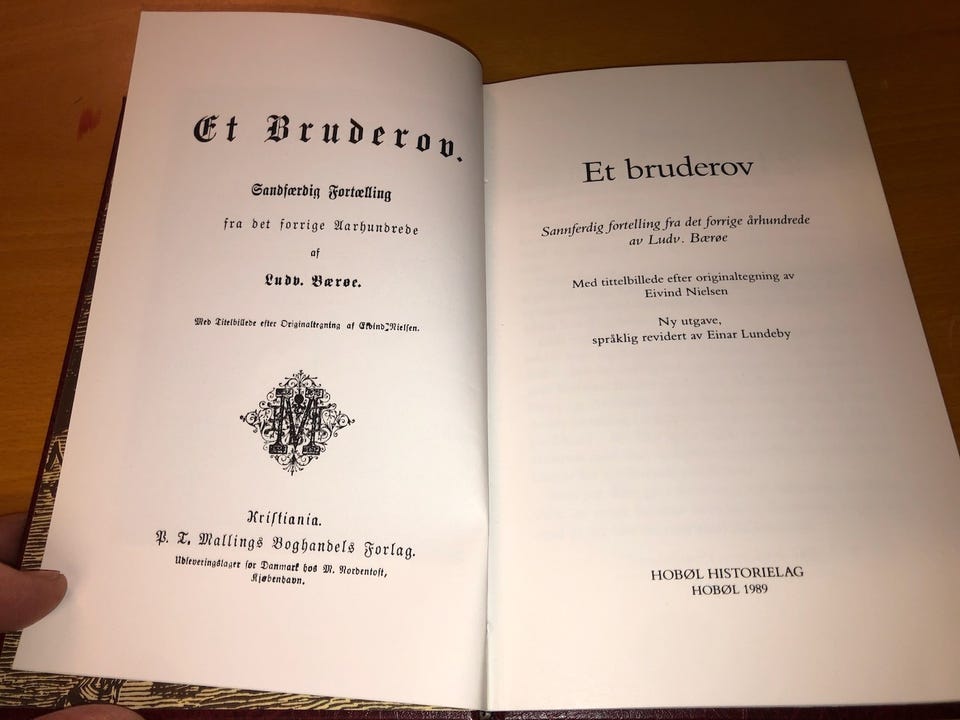 Et Bruderov.
Sandfærdig Fortælling
fra det forrige Aarhundrede
af
Ludv. Bærøe.
Med Titelbillede efter Originaltegning af Eivind Nielsen.
Kristiania.
P. T. Mallings Boghandels Forlag.
Udleveringslager for Danmark hos M. Nordentoft,
Kjøbenhavn.
Et bruderov
Sannferdig fortelling fra det forrige århundrede
av Ludv. Bærøe
Med tittelbillede efter originaltegning av
Eivind Nielsen
Ny utgave,
språklig revidert av Einar Lundeby
HOBØL HISTORIELAG
HOBØL 1989